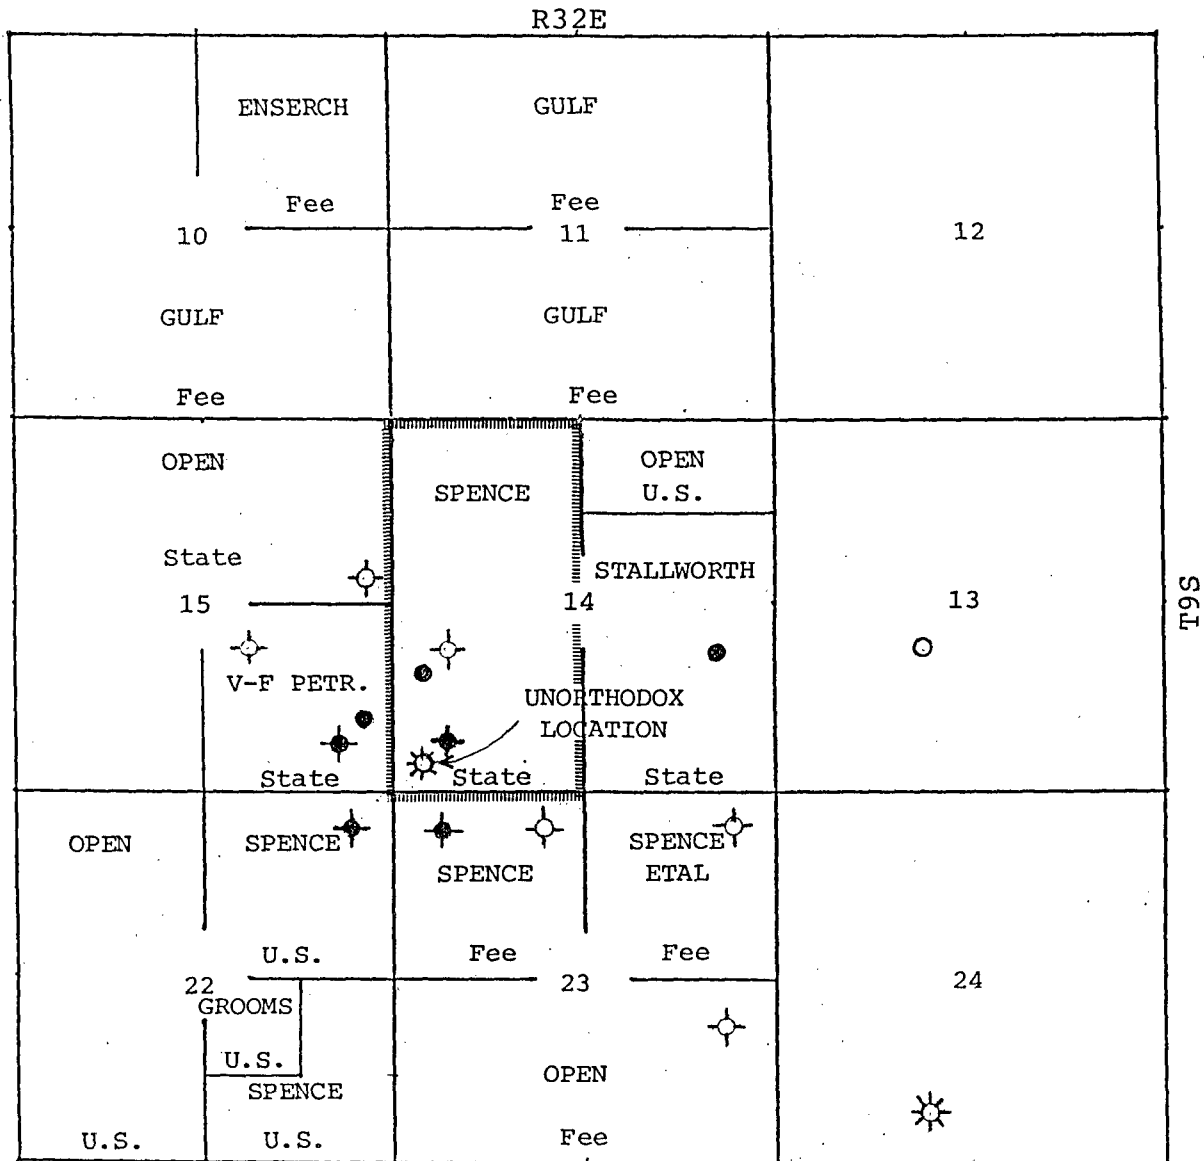 R32E
ENSERCH
GULF
Fee
Fee
10
11
12
GULF
GULF
Fee
Fee
OPEN
OPEN
U.S.
SPENCE
State
STALLWORTH
15
14
13
T9S
V-F PETR.
UNORTHODOX
LOCATION
State
State
State
OPEN
SPENCE
SPENCE
SPENCE
ETAL
U.S.
Fee
Fee
22
23
24
GROOMS
U.S.
SPENCE
OPEN
U.S.
U.S.
Fee